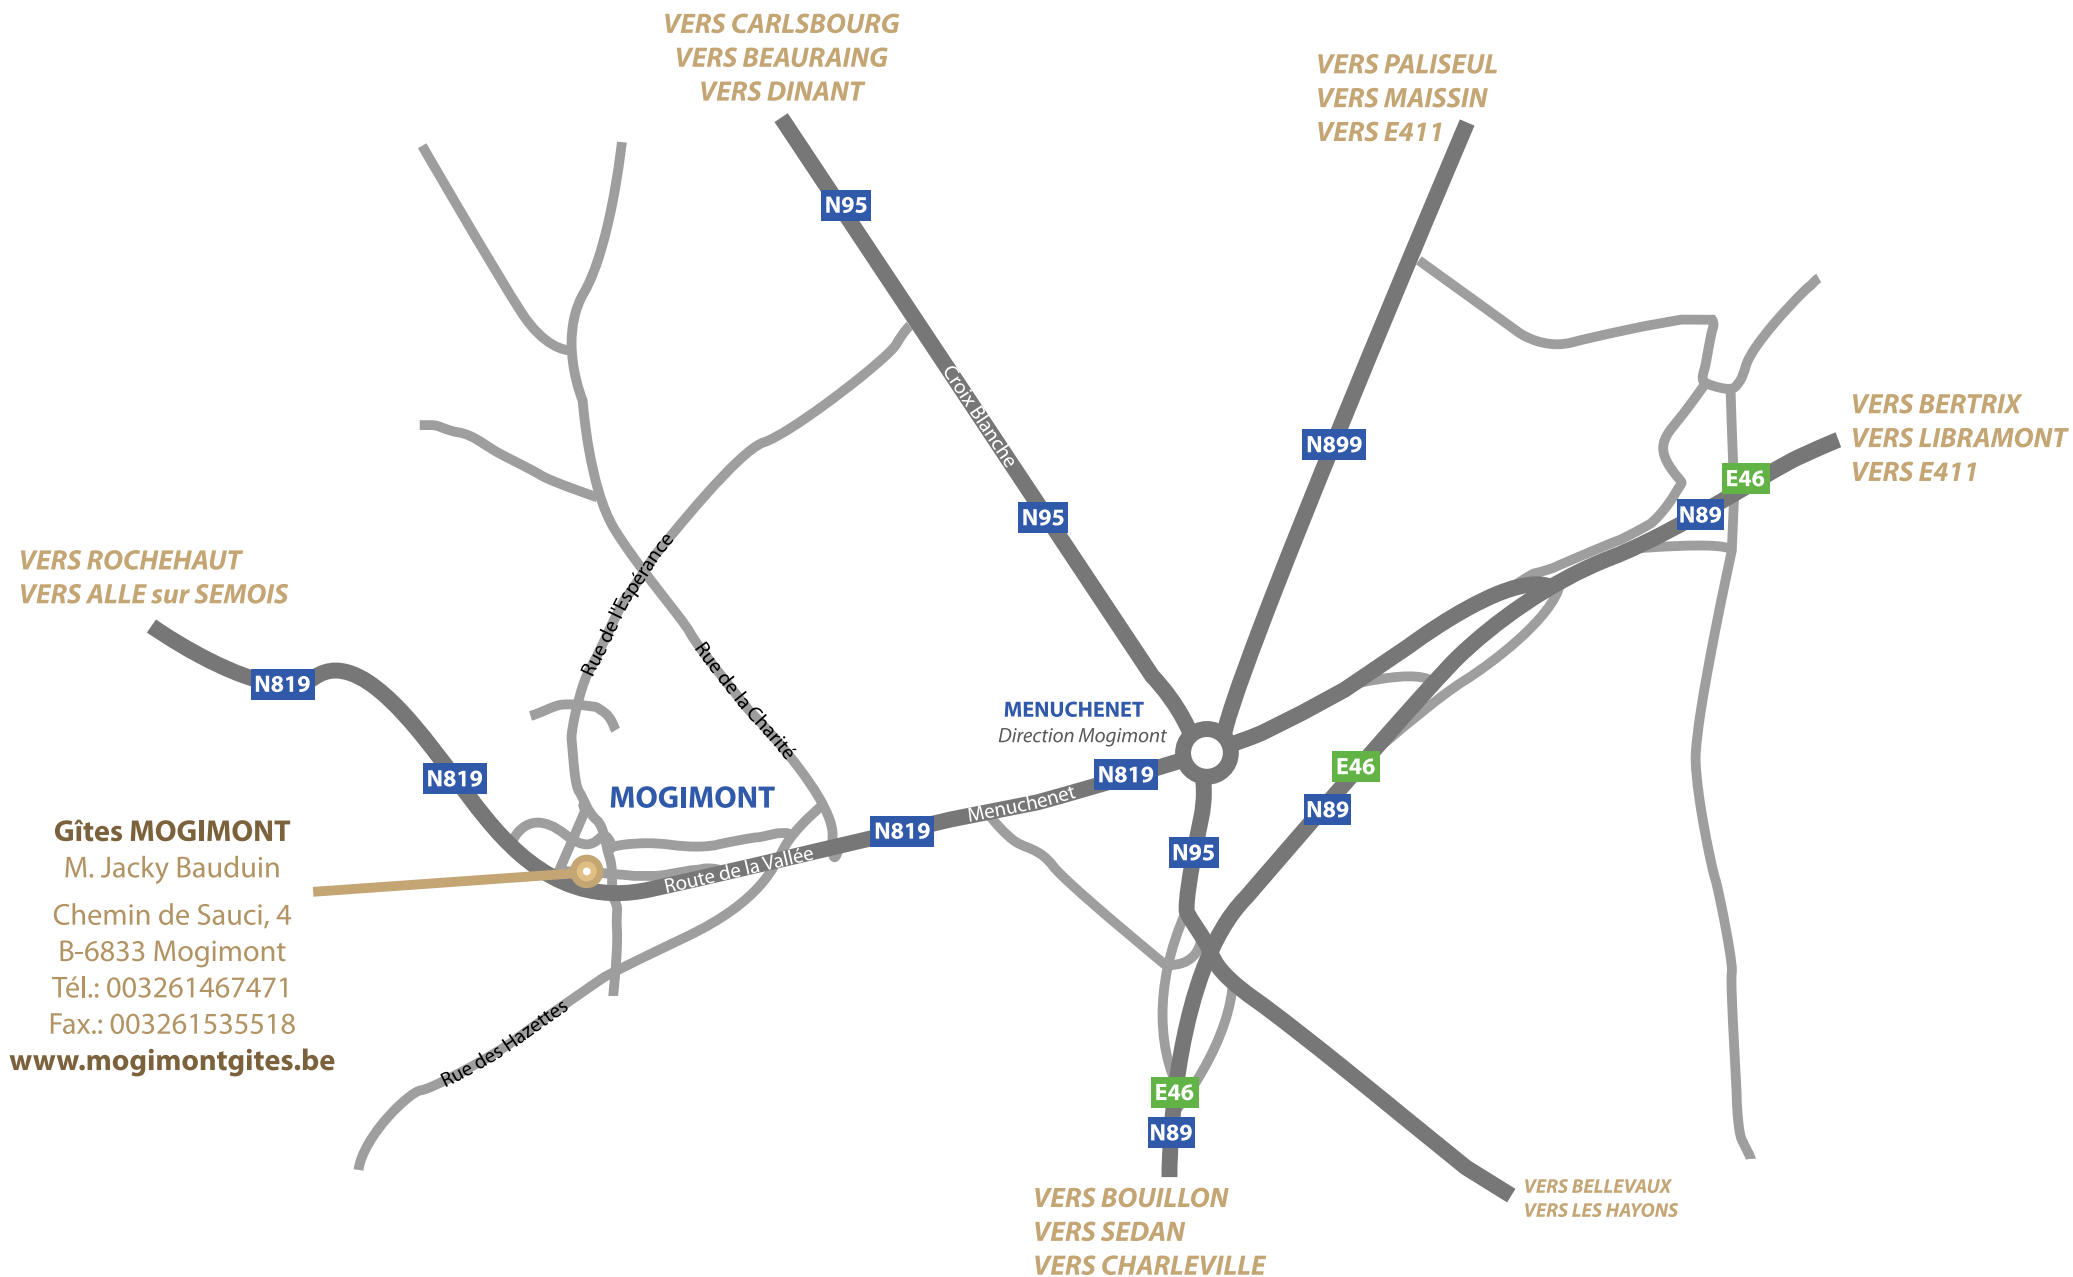 VERS CARLSBOURG
VERS BEAURAING
VERS DINANT
VERS PALISEUL
VERS MAISSIN
VERS E411
N95
Croix Blanche
N95
N899
VERS BERTRIX
VERS LIBRAMONT
VERS E411
E46
N89
VERS ROCHEHAUT
VERS ALLE sur SEMOIS
N819
N819
Rue de l'Espérance
Rue de la Charité
MENUCHENET
Direction Mogimont
N819
Menuchenet
N819
Route de la Vallée
MOGIMONT
E46
N89
N95
Gîtes MOGIMONT
M. Jacky Bauduin
Chemin de Sauci, 4
B-6833 Mogimont
Tél.: 003261467471
Fax.: 003261535518
www.mogimontgites.be
Rue des Hazettes
E46
N89
VERS BOUILLON
VERS SEDAN
VERS CHARLEVILLE
VERS BELLEVAUX
VERS LES HAYONS